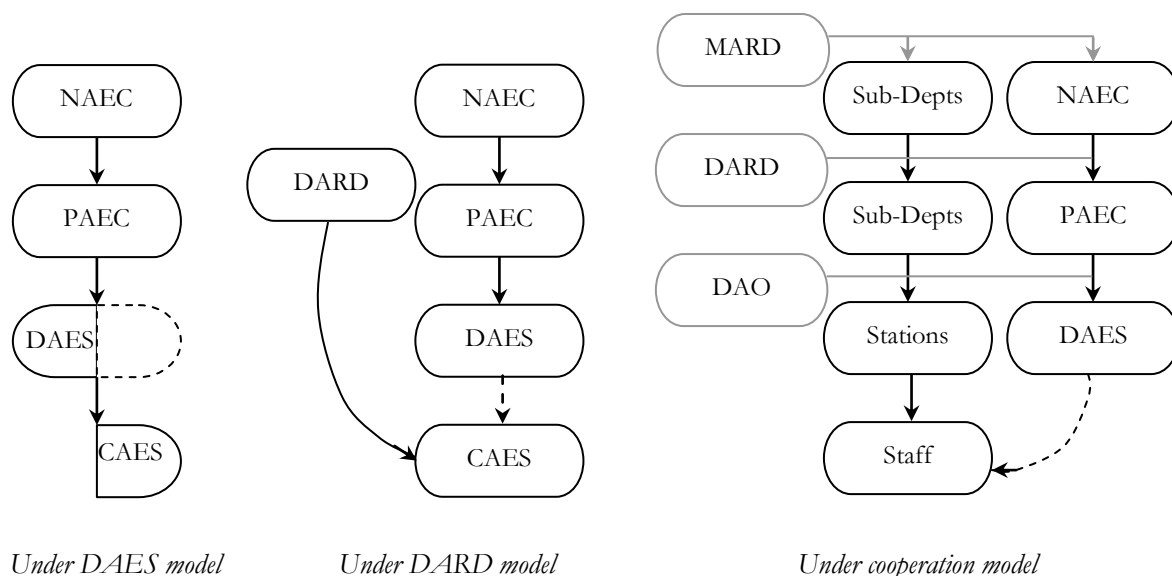 NAEC
PAEC
DAES
CAES
Under DAES model
NAEC
DARD
PAEC
DAES
CAES
Under DARD model
MARD
Sub-Depts
NAEC
DARD
Sub-Depts
PAEC
DAO
Stations
DAES
Staff
Under cooperation model